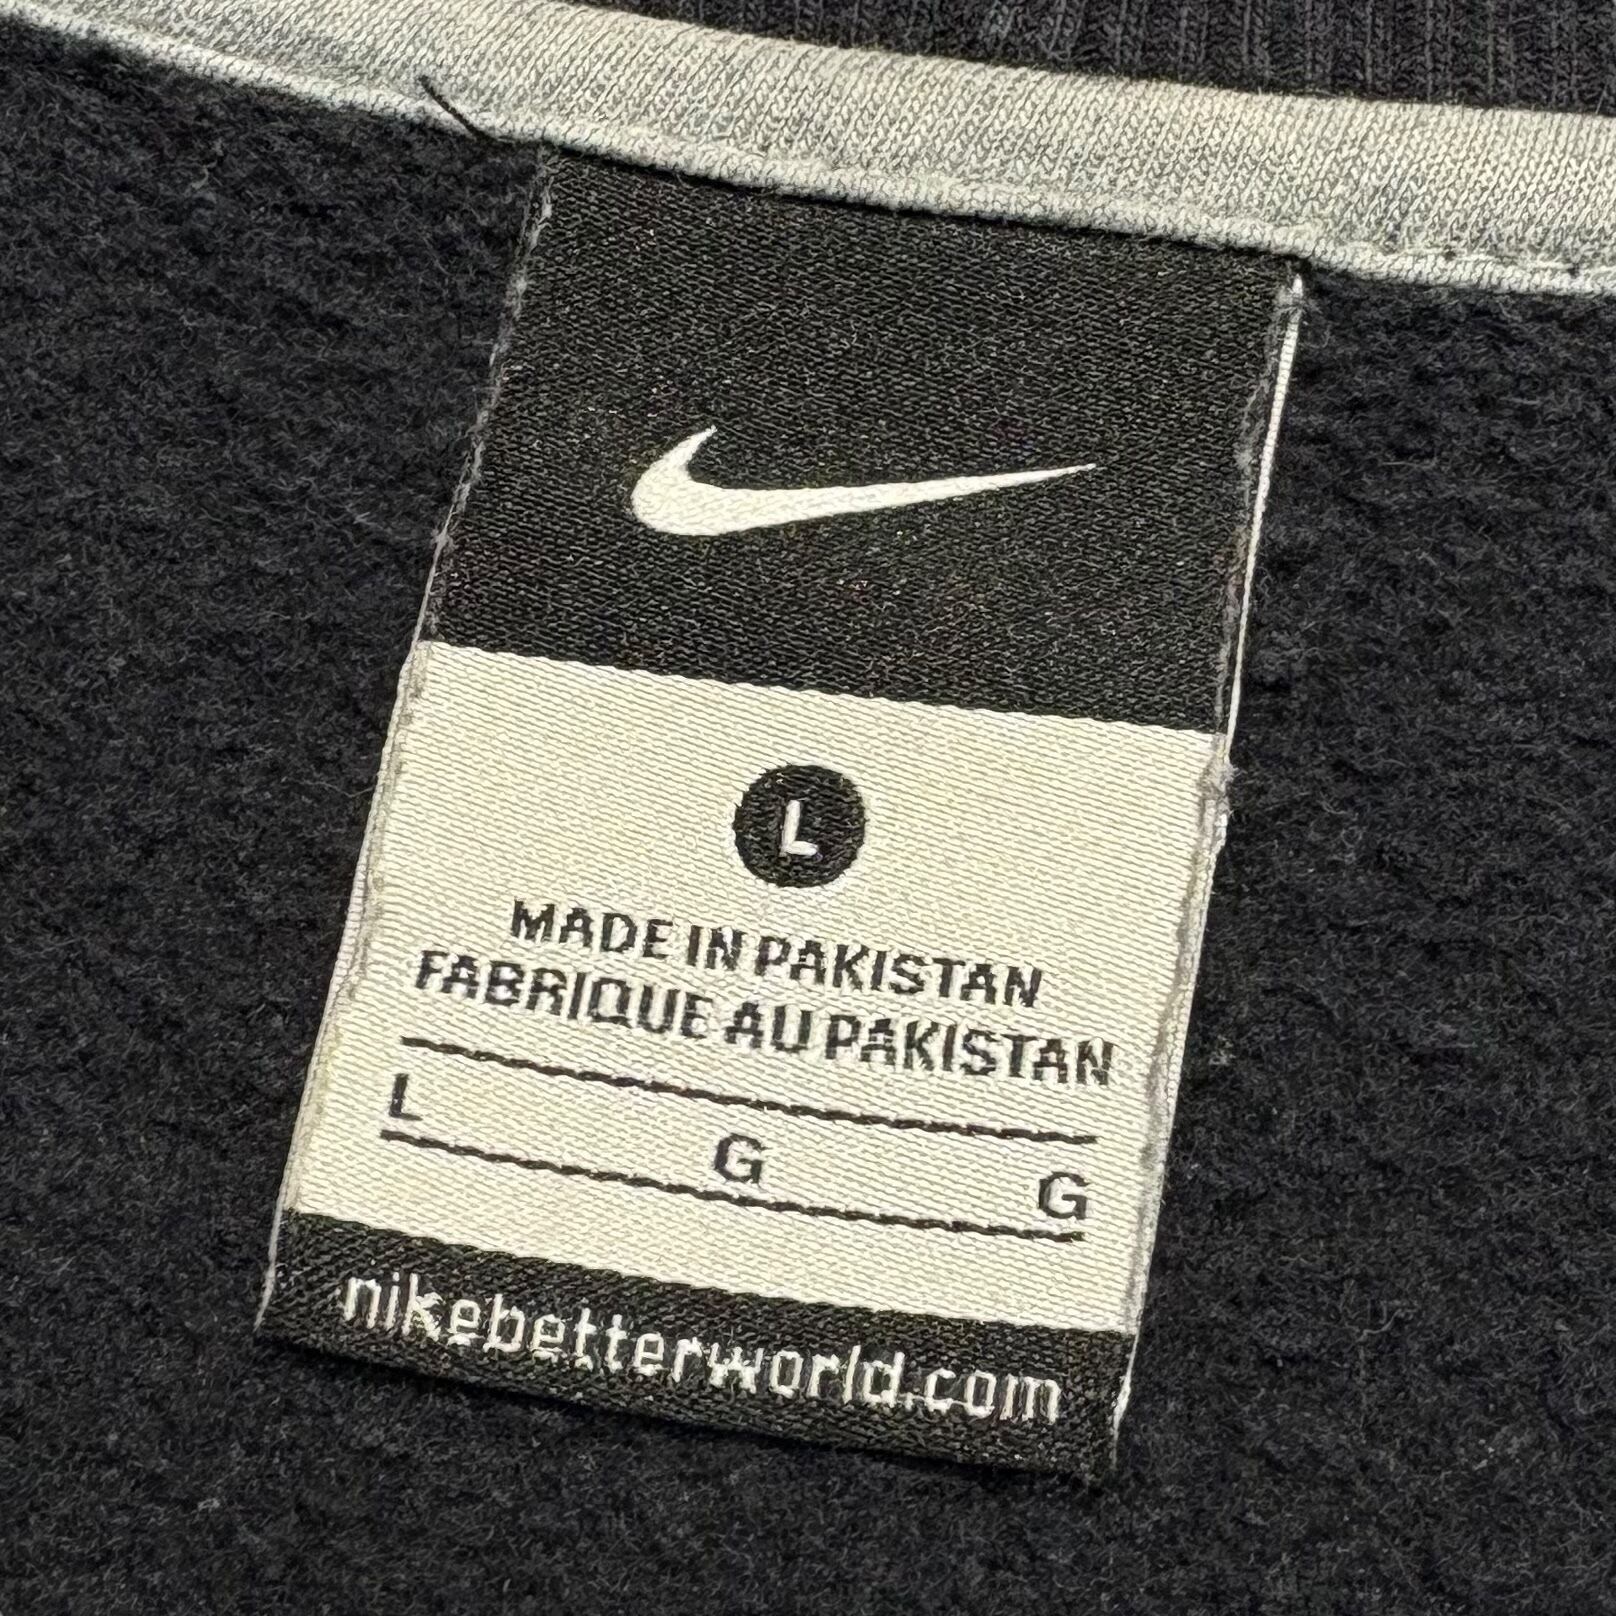 L
MADE IN PAKISTAN
FABRIQUE AU PAKISTAN
L G G
nikebetterworld.com